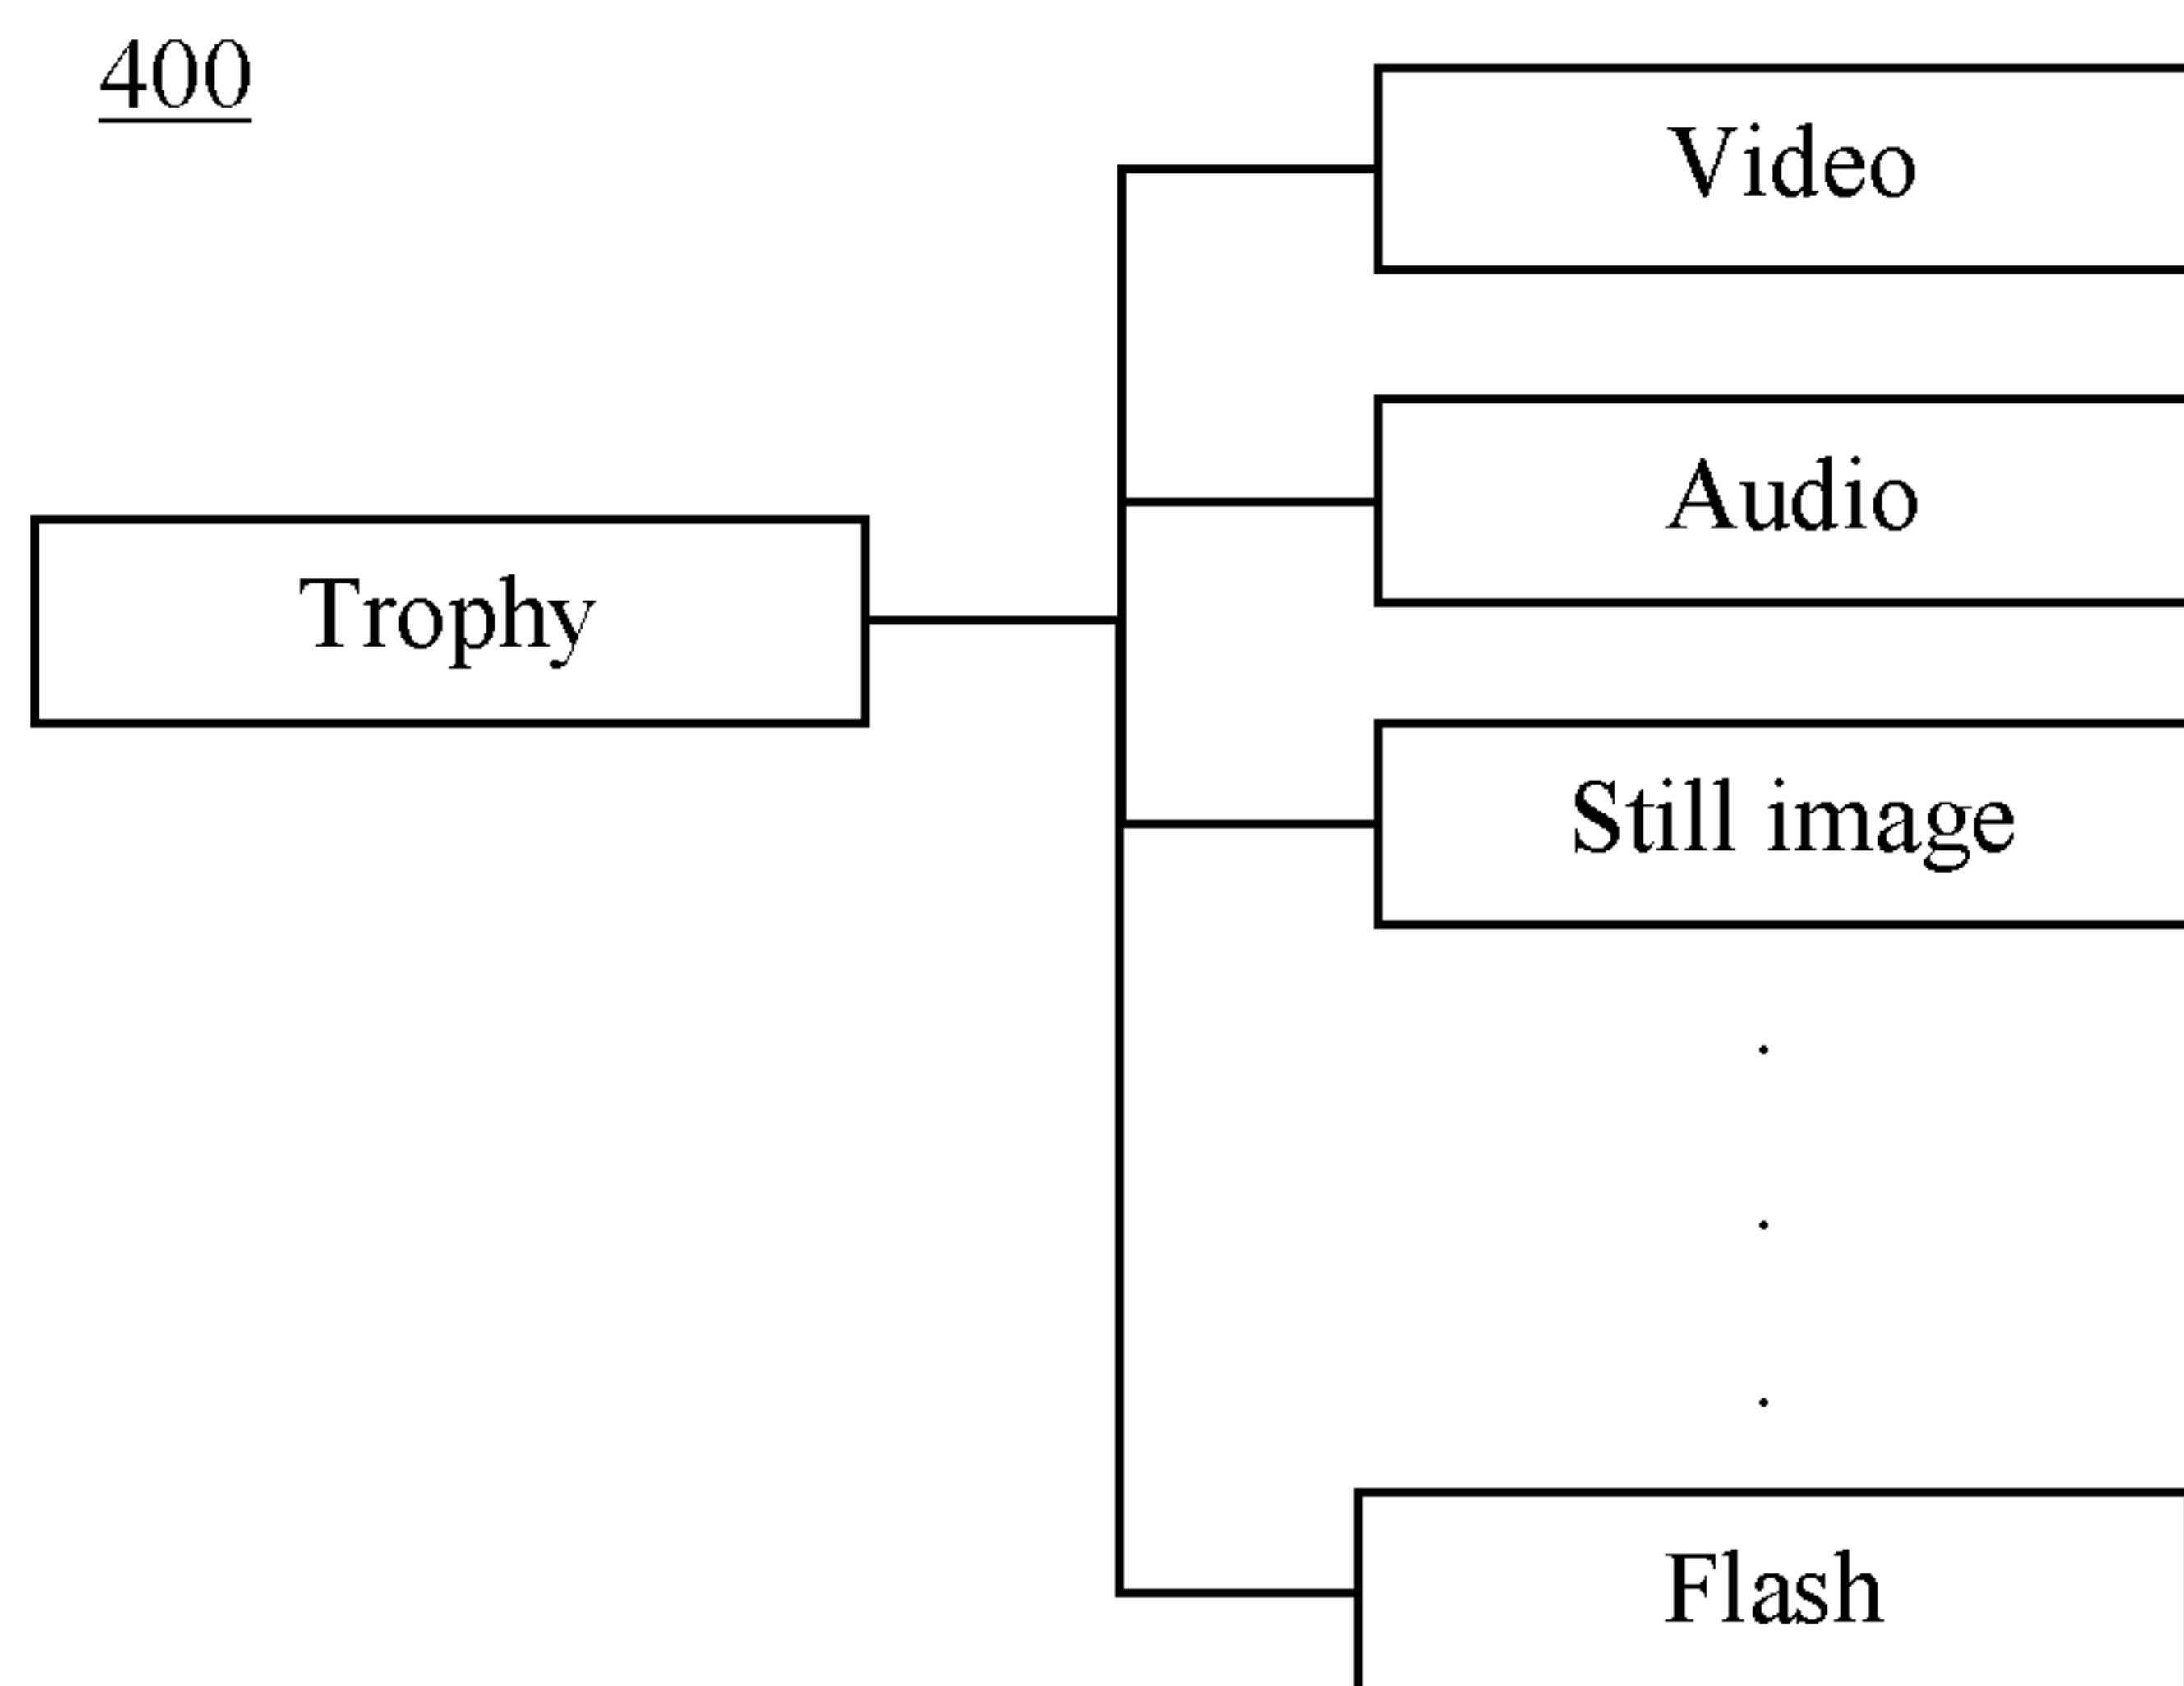 400
Video
Audio
Trophy
Still image
.
.
.
Flash